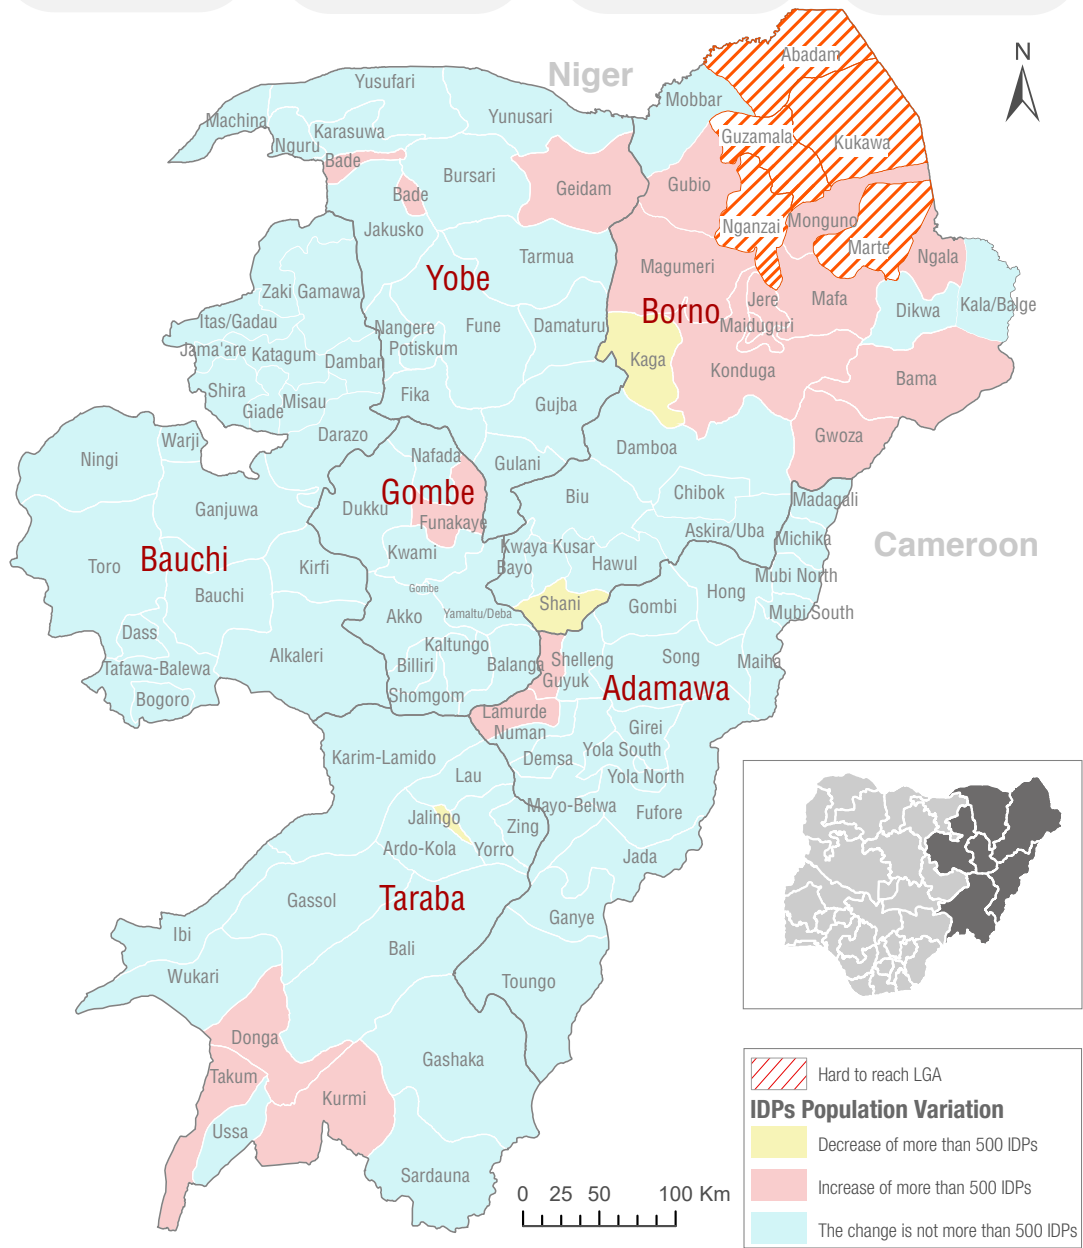 Niger
N
Abadam
Yusufari
Mobbar
Machina
Yunusari
Karasuwa
Guzamala
Kukawa
Nguru
Bade
Bursari
Geidam
Gubio
Bade
Nganzai
Monguno
Jakusko
Marte
Tarmua
Ngala
Magumeri
Yobe
Zaki
Gamawa
Jere
Mafa
Kala/Balge
Borno
Dikwa
Itas/Gadau
Nangere
Fune
Damaturu
Maiduguri
Jama'are
Katagum
Potiskum
Damban
Kaga
Konduga
Bama
Shira
Fika
Misau
Giade
Gujba
Darazo
Gwoza
Warji
Damboa
Ningi
Nafada
Gulani
Gombe
Biu
Chibok
Madagali
Ganjuwa
Dukku
Funakaye
Askira/Uba
Michika
Cameroon
Kwami
Kwaya Kusar
Bauchi
Toro
Kirfi
Bayo
Hawul
Mubi North
Gombe
Hong
Bauchi
Shani
Gombi
Akko
Yamaltu/Deba
Mubi South
Dass
Kaltungo
Alkaleri
Tafawa-Balewa
Billiri
Balanga
Shelleng
Song
Maiha
Guyuk
Adamawa
Bogoro
Shomgom
Lamurde
Numan
Girei
Karim-Lamido
Demsa
Yola South
Lau
Yola North
Jalingo
Mayo-Belwa
Fufore
Zing
Ardo-Kola
Yorro
Jada
Taraba
Gassol
Ganye
Ibi
Bali
Wukari
Toungo
Donga
Gashaka
Takum
Kurmi
Ussa
Sardauna
0 25 50 100 Km
Hard to reach LGA
IDPs Population Variation
Decrease of more than 500 IDPs
Increase of more than 500 IDPs
The change is not more than 500 IDPs